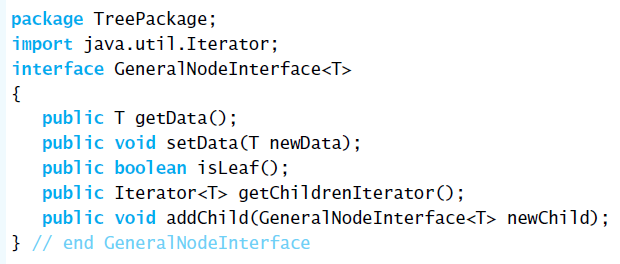 package TreePackage;
import java.util.Iterator;
interface GeneralNodeInterface<T>
{
   public T getData();
   public void setData(T newData);
   public boolean isLeaf();
   public Iterator<T> getChildrenIterator();
   public void addChild(GeneralNodeInterface<T> newChild);
} // end GeneralNodeInterface